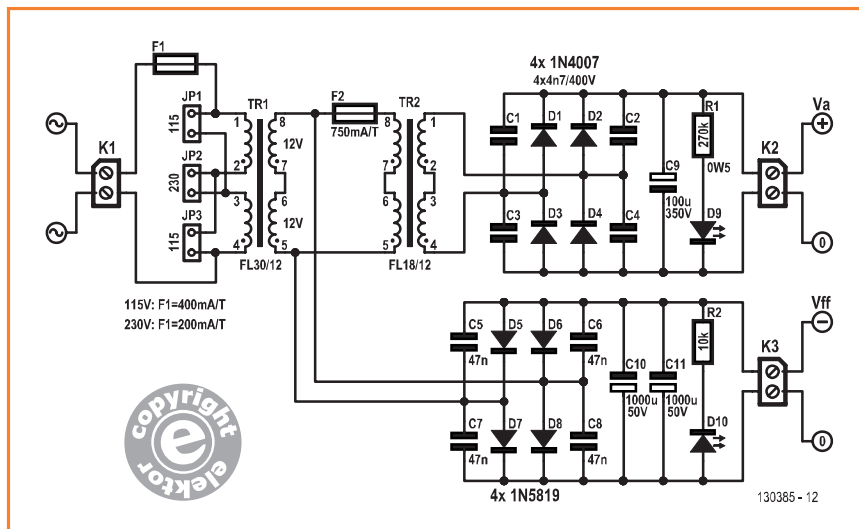 F1
JP1
115
JP2
230
JP3
115
K1
TR1
1
2
3
4
8
7
6
5
12V
12V
FL30/12
F2
750mA/T
TR2
8
7
6
5
1
2
3
4
FL18/12
115V: F1=400mA/T
230V: F1=200mA/T
4x 1N4007
4x4n7/400V
C1
D1
D2
C2
C3
D3
D4
C4
C9
100u
350V
R1
270k
0W5
D9
K2
Va
+
0
C5
47n
D5
D6
C6
47n
C7
47n
D7
D8
C8
47n
4x 1N5819
C10
1000u
50V
C11
1000u
50V
R2
10k
D10
K3
Vff
−
0
copyright
e
elektor
130385 - 12